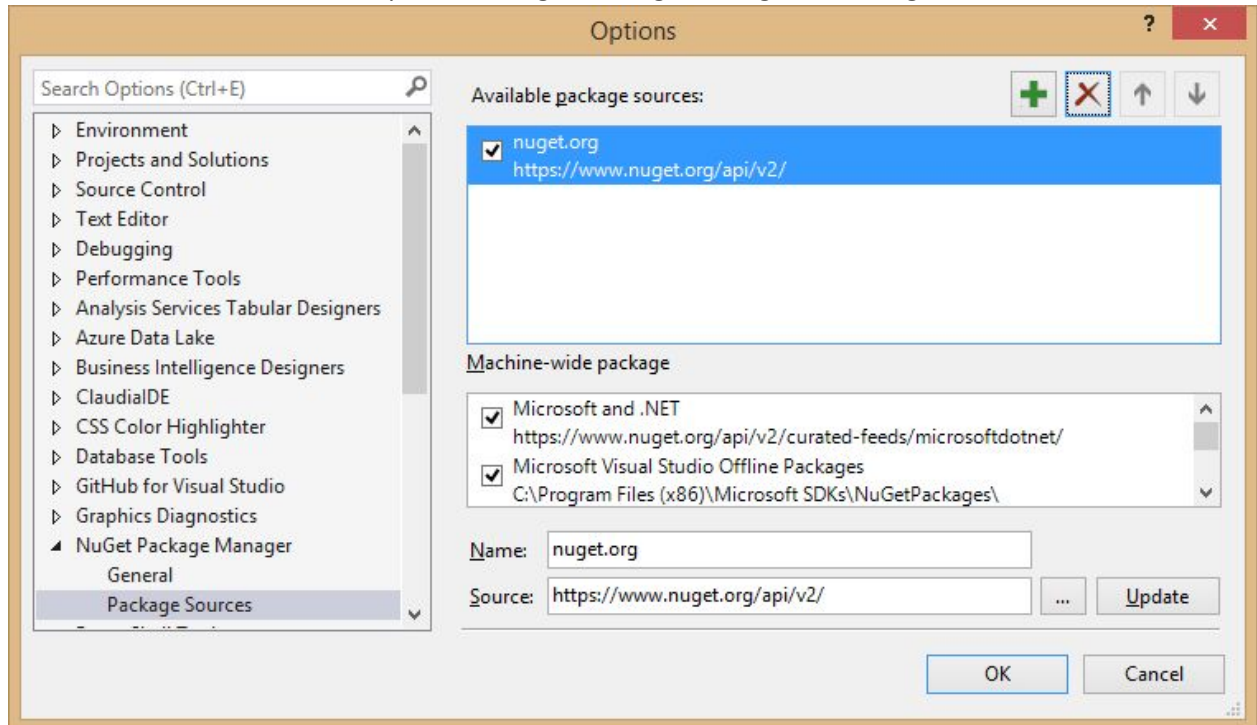 Options
?
Search Options (Ctrl+E)
Environment
Projects and Solutions
Source Control
Text Editor
Debugging
Performance Tools
Analysis Services Tabular Designers
Azure Data Lake
Business Intelligence Designers
ClaudiaIDE
CSS Color Highlighter
Database Tools
GitHub for Visual Studio
Graphics Diagnostics
NuGet Package Manager
General
Package Sources
Available package sources:
nuget.org
https://www.nuget.org/api/v2/
Machine-wide package
Microsoft and .NET
https://www.nuget.org/api/v2/curated-feeds/microsoftdotnet/
Microsoft Visual Studio Offline Packages
C:\Program Files (x86)\Microsoft SDKs\NuGetPackages\
Name: nuget.org
Source: https://www.nuget.org/api/v2/ ... Update
OK Cancel